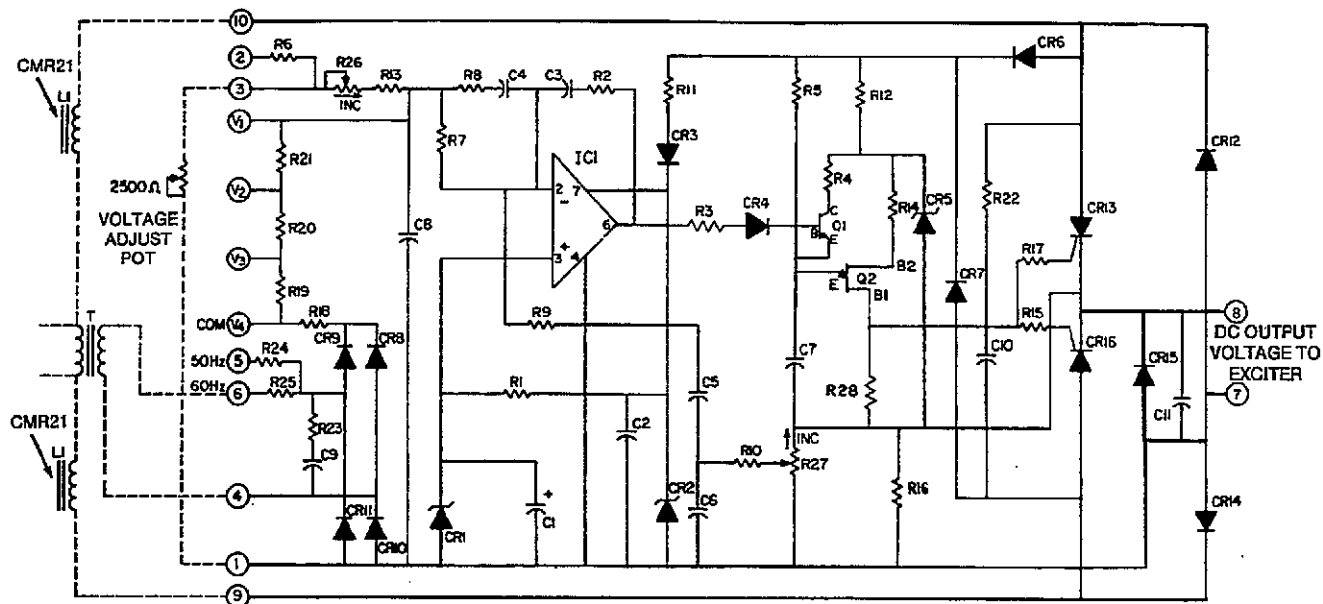 10
CMR21
LI
2
R6
R26
3
INC
R13
R8
C4
C3
R2
R11
R5
R12
CR6
V1
R7
R21
IC1
CR3
CR12
2500Ω
VOLTAGE
ADJUST
POT
V2
2
-
7
R4
C
R14
CR5
R22
CR13
R20
C8
6
R3
CR4
B
Q1
E
V3
+
3
4
B2
Q2
E
B1
CR7
R17
R19
COM
V4
R18
R9
R15
8
T
CR9
CR8
C7
C10
CR16
DC OUTPUT
VOLTAGE TO
EXCITER
50Hz
5
R24
CR15
60Hz
6
R25
R1
C5
R28
7
C11
CMR21
LI
R23
C9
C2
INC
R10
R27
R16
4
CR11
CR10
CR1
+
C1
CR2
C6
CR14
1
9